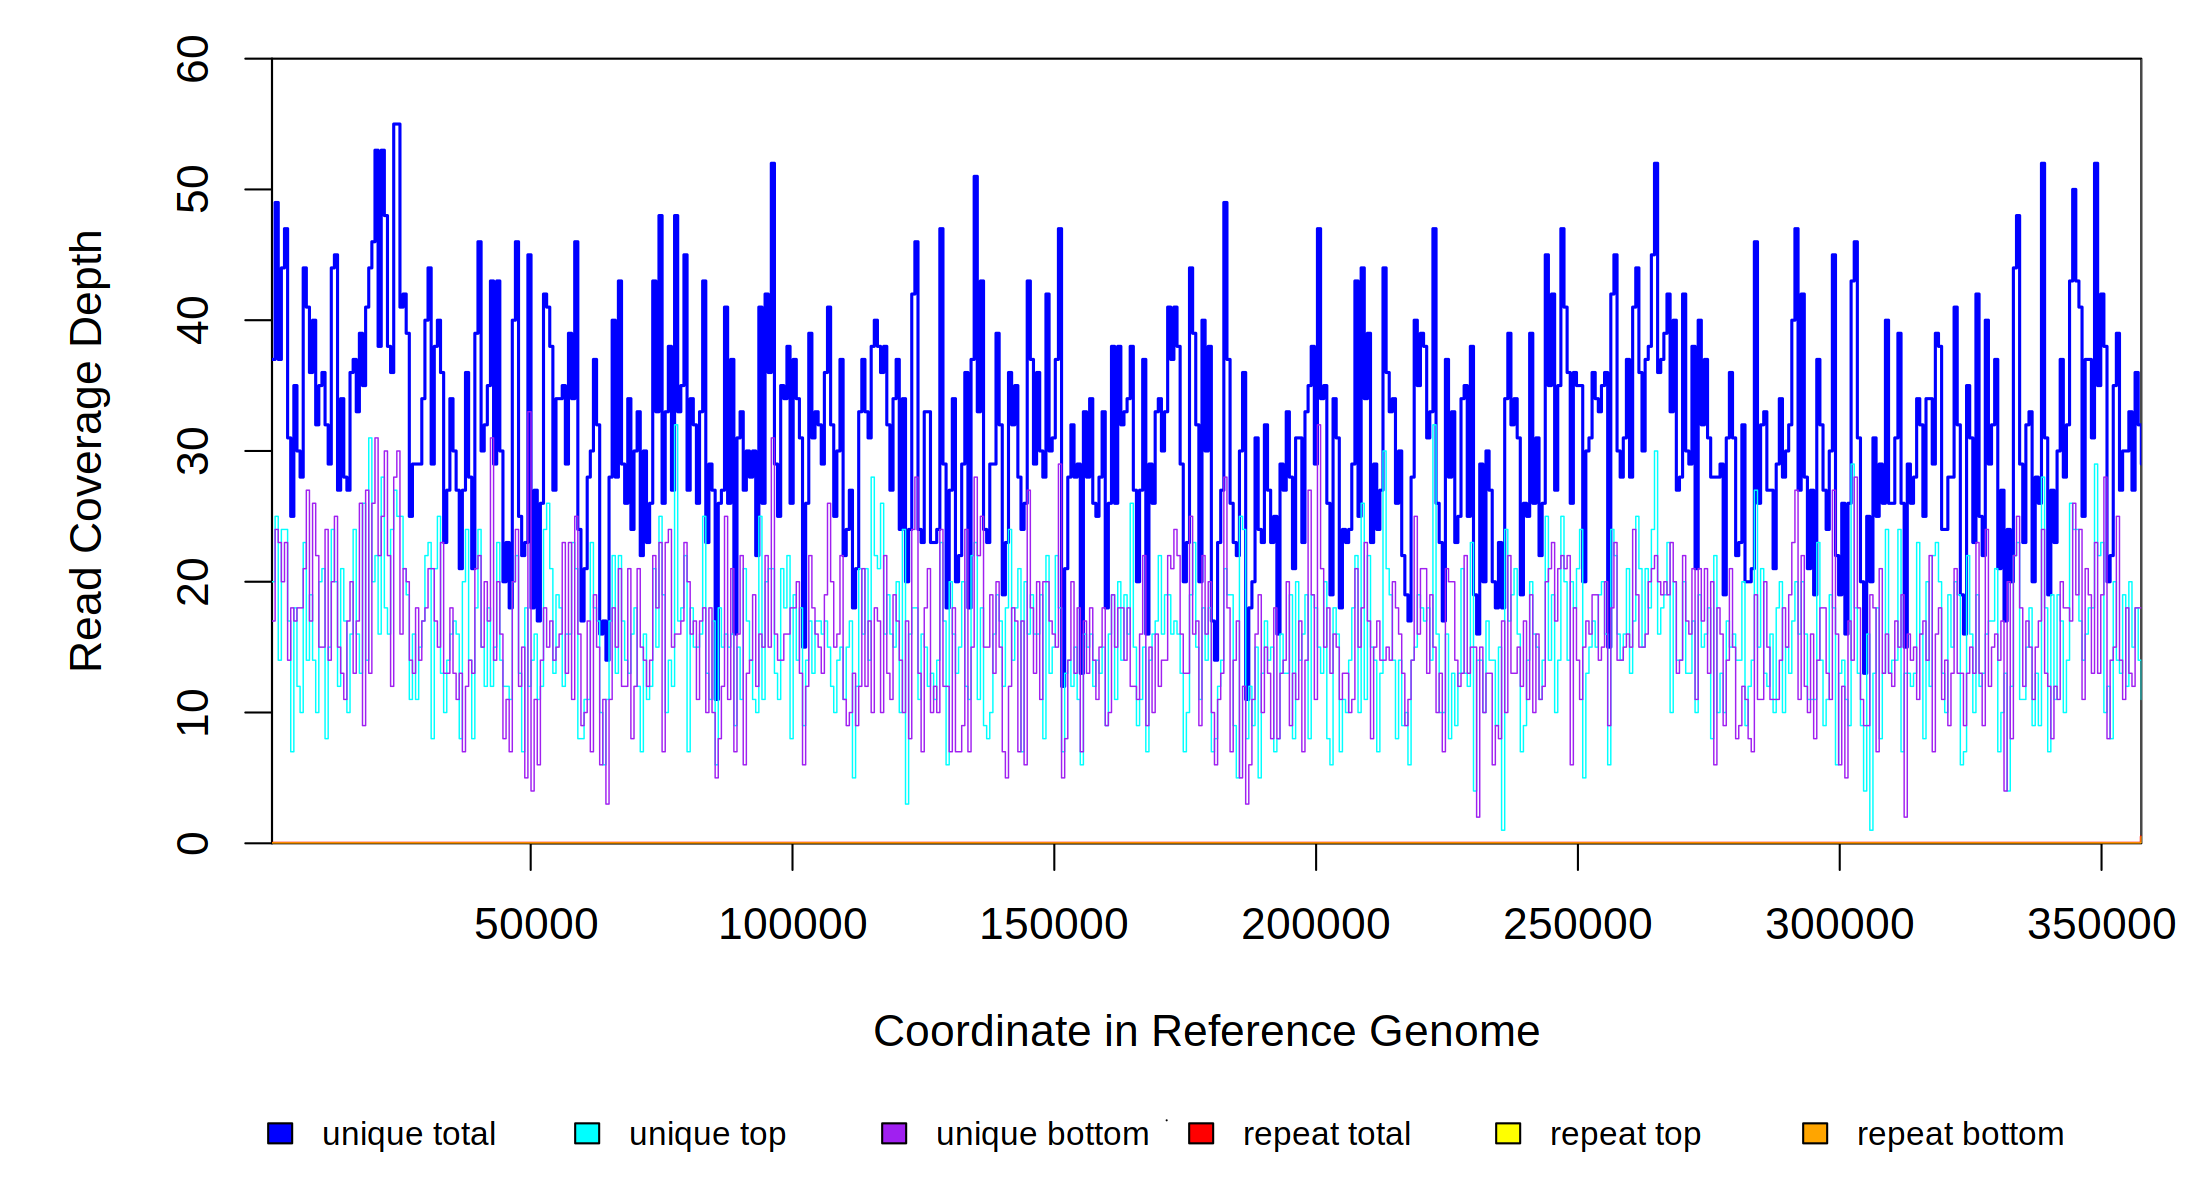 60
50
40
30
20
10
0
Read Coverage Depth
50000 100000 150000 200000 250000 300000 350000
Coordinate in Reference Genome
unique total unique top unique bottom repeat total repeat top repeat bottom